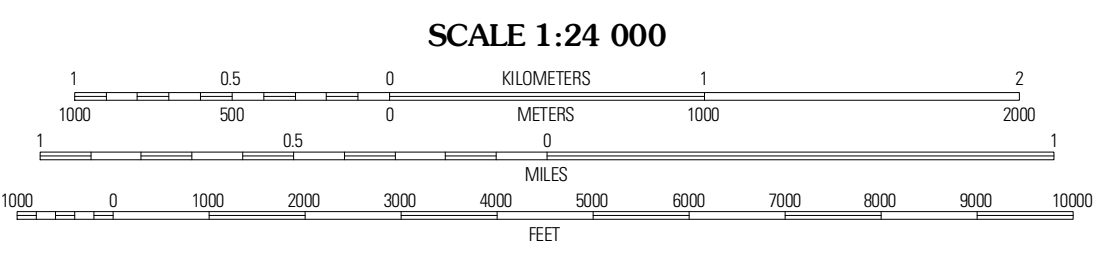 SCALE 1:24 000
1 0.5 0 KILOMETERS 1 2
1000 500 0 METERS 1000 2000
1 0.5 0 1
MILES
1000 0 1000 2000 3000 4000 5000 6000 7000 8000 9000 10000
FEET